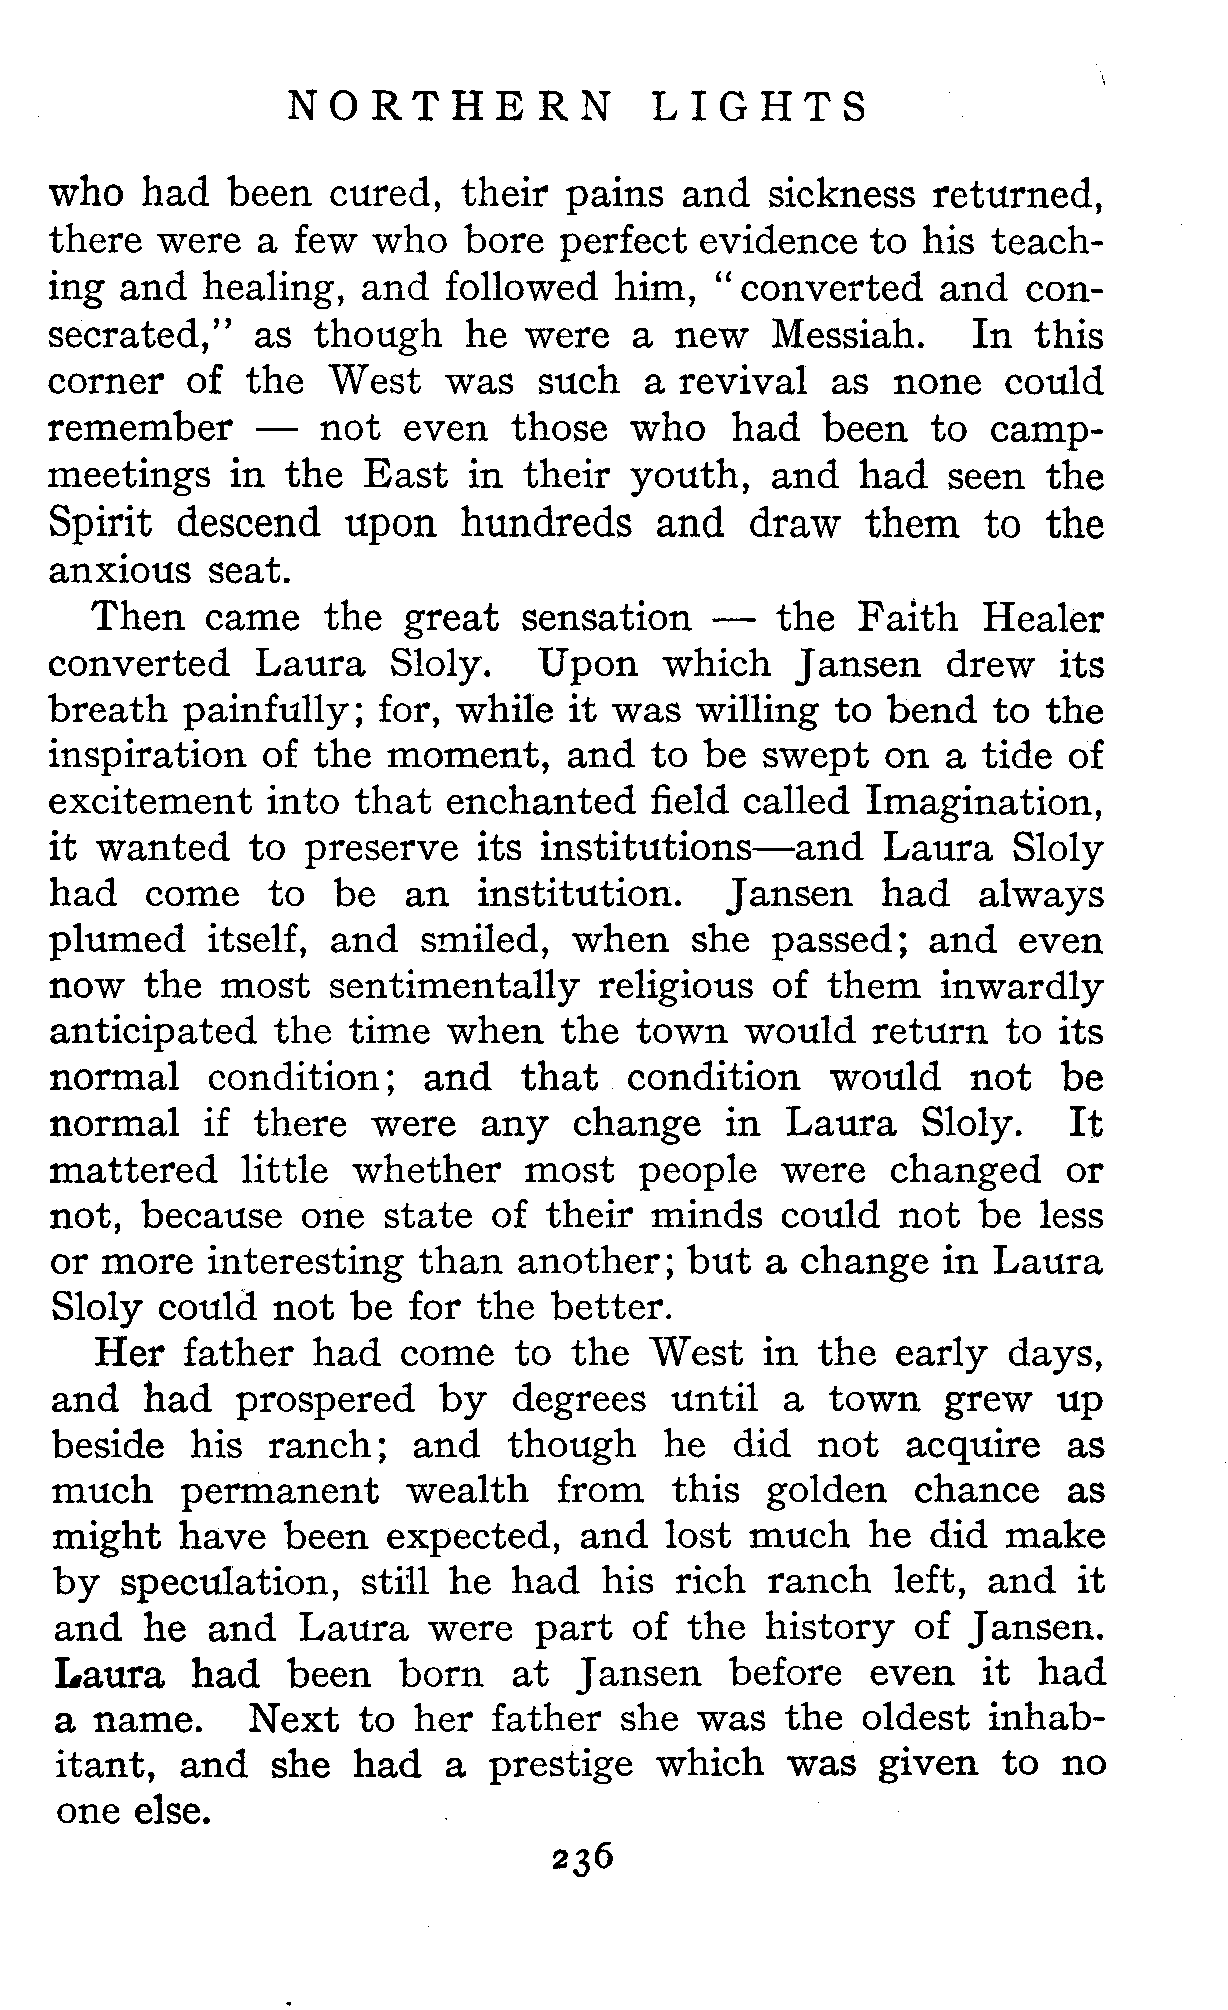 NORTHERN LIGHTS
who had been cured, their pains and sickness returned,
there were a few who bore perfect evidence to his teach-
ing and healing, and followed him, "converted and con-
secrated," as though he were a new Messiah. In this
corner of the West was such a revival as none could
remember — not even those who had been to camp-
meetings in the East in their youth, and had seen the
Spirit descend upon hundreds and draw them to the
anxious seat.
Then came the great sensation — the Faith Healer
converted Laura Sloly. Upon which Jansen drew its
breath painfully; for, while it was willing to bend to the
inspiration of the moment, and to be swept on a tide of
excitement into that enchanted field called Imagination,
it wanted to preserve its institutions—and Laura Sloly
had come to be an institution. Jansen had always
plumed itself, and smiled, when she passed; and even
now the most sentimentally religious of them inwardly
anticipated the time when the town would return to its
normal condition; and that condition would not be
normal if there were any change in Laura Sloly. It
mattered little whether most people were changed or
not, because one state of their minds could not be less
or more interesting than another; but a change in Laura
Sloly could not be for the better.
Her father had come to the West in the early days,
and had prospered by degrees until a town grew up
beside his ranch; and though he did not acquire as
much permanent wealth from this golden chance as
might have been expected, and lost much he did make
by speculation, still he had his rich ranch left, and it
and he and Laura were part of the history of Jansen.
Laura had been born at Jansen before even it had
a name. Next to her father she was the oldest inhab-
itant, and she had a prestige which was given to no
one else.
236